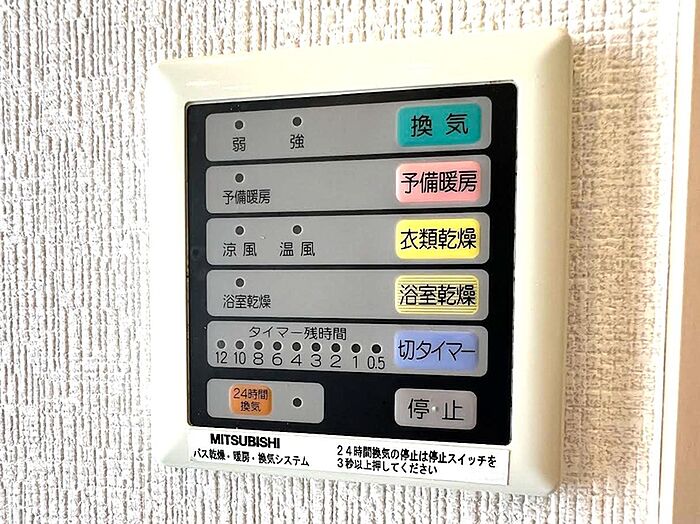 弱 強 換気
予備暖房 予備暖房
涼風 温風 衣類乾燥
浴室乾燥 浴室乾燥
タイマー残時間
12 10 8 6 4 3 2 1 0.5 切タイマー
24時間
換気
停止
MITSUBISHI
バス乾燥・暖房・換気システム
24時間換気の停止は停止スイッチを
3秒以上押してください